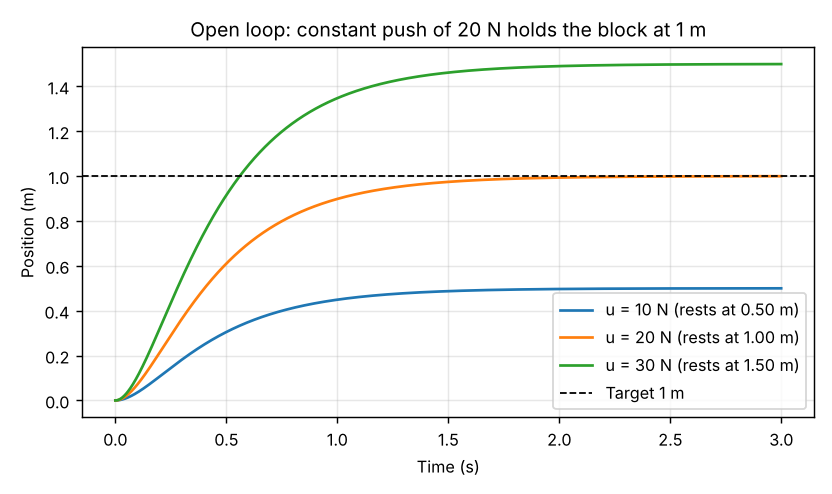 Open loop: constant push of 20 N holds the block at 1 m
Position (m)
1.4
1.2
1.0
0.8
0.6
0.4
0.2
0.0
u = 10 N (rests at 0.50 m)
u = 20 N (rests at 1.00 m)
u = 30 N (rests at 1.50 m)
Target 1 m
0.0 0.5 1.0 1.5 2.0 2.5 3.0
Time (s)